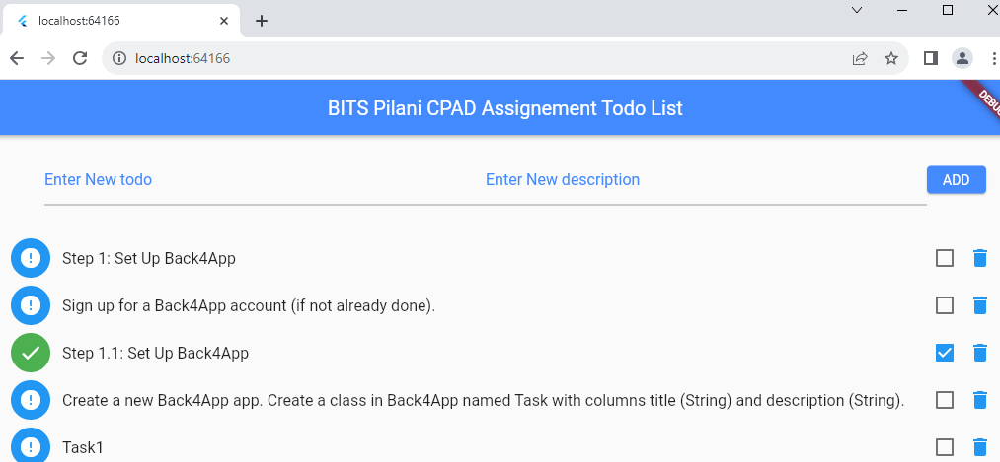 localhost:64166
localhost:64166
BITS Pilani CPAD Assignement Todo List
DEBUG
Enter New todo
Enter New description
ADD
Step 1: Set Up Back4App
Sign up for a Back4App account (if not already done).
Step 1.1: Set Up Back4App
Create a new Back4App app. Create a class in Back4App named Task with columns title (String) and description (String).
Task1